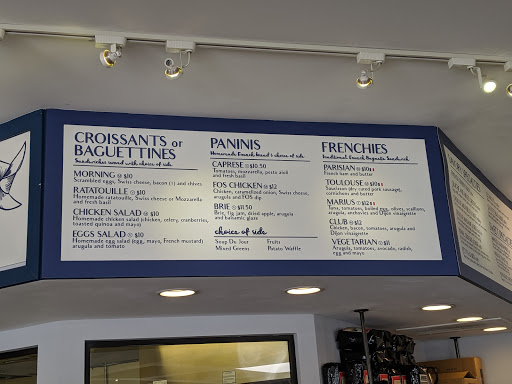 CROISSANTS or
BAGUETTINES
Sandwiches served with choice of side
MORNING @ $10
Scrambled eggs, Swiss cheese, bacon (1) and chives
RATATOUILLE @ $10
Homemade ratatouille, Swiss cheese or Mozzarella
and fresh basil
CHICKEN SALAD @ $10
Homemade chicken salad (chicken, celery, cranberries,
toasted quinoa and mayo)
EGGS SALAD @ $10
Homemade egg salad (egg, mayo, French mustard)
arugula and tomato
PANINIS
Homemade French bread & choice of side
CAPRESE @ $10.50
Tomatoes, mozzarella, pesto aioli
and fresh basil
FOS CHICKEN @ $12
Chicken, caramelized onion, Swiss cheese,
arugula and FOS dip
BRIE @ $11.50
Brie, fig jam, dried apple, arugula
and balsamic glaze
choice of side
Soup Du Jour Fruits
Mixed Greens Potato Waffle
FRENCHIES
Traditional French Baguette Sandwich
PARISIAN @ $10
French ham and butter
TOULOUSE @ $10
Saucisson (dry cured pork sausage),
cornichons and butter
MARIUS @ $12
Tuna, tomatoes, boiled egg, olives, scallions,
arugula, anchovies and Dijon vinaigrette
CLUB @ $12
Chicken, bacon, tomatoes, arugula and
Dijon vinaigrette
VEGETARIAN @ $11
Arugula, tomatoes, avocado, radish,
egg and mayo